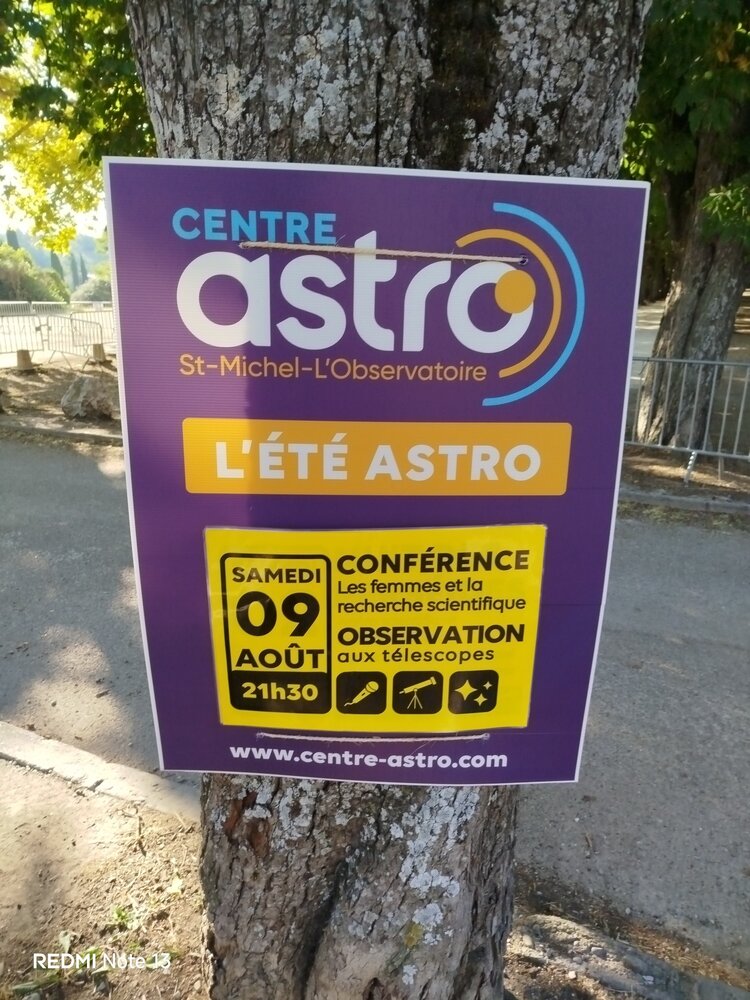 CENTRE
astro
St-Michel-L'Observatoire
L'ÉTÉ ASTRO
SAMEDI
09
AOÛT
21h30
CONFÉRENCE
Les femmes et la
recherche scientifique
OBSERVATION
aux télescopes
www.centre-astro.com
REDMI Note 13